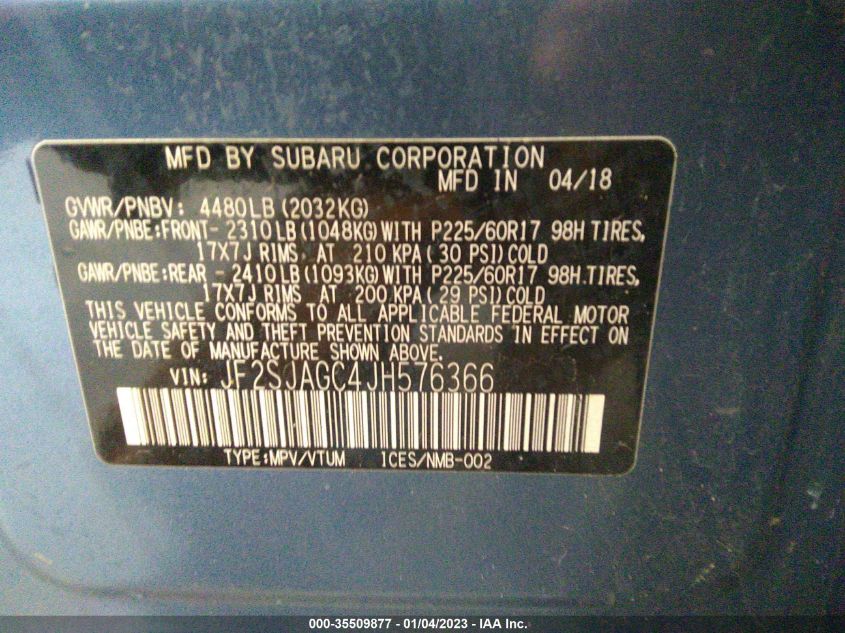 MFD BY SUBARU CORPORATION
MFD IN 04/18
GVWR/PNBV: 4480LB(2032KG)
GAWR/PNBE:FRONT- 2310LB(1048KG)WITH P225/60R17 98H TIRES,
17X7J RIMS AT 210 KPA(30 PSI)COLD
GAWR/PNBE:REAR - 2410LB(1093KG)WITH P225/60R17 98H.TIRES,
17X7J RIMS AT 200 KPA(29 PSI)COLD
THIS VEHICLE CONFORMS TO ALL APPLICABLE FEDERAL MOTOR
VEHICLE SAFETY AND THEFT PREVENTION STANDARDS IN EFFECT ON
THE DATE OF MANUFACTURE SHOWN ABOVE.
VIN: JF2SJAGC4JH576366
TYPE:MPV/VTUM ICES/NMB-002
000-35509877 - 01/04/2023 - IAA Inc.